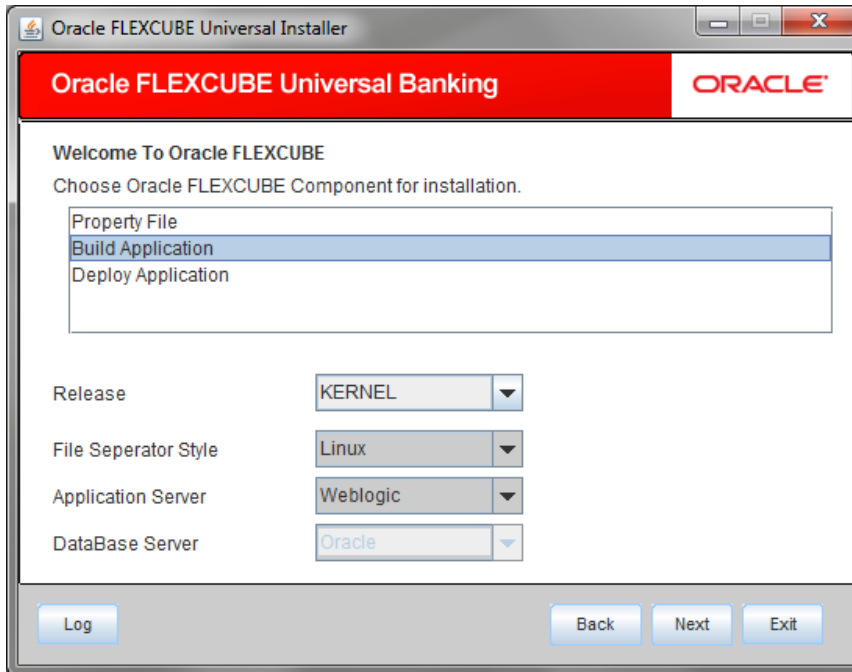 Oracle FLEXCUBE Universal Installer
Oracle FLEXCUBE Universal Banking
ORACLE
Welcome To Oracle FLEXCUBE
Choose Oracle FLEXCUBE Component for installation.
Property File
Build Application
Deploy Application
Release KERNEL
File Seperator Style Linux
Application Server Weblogic
DataBase Server Oracle
Log Back Next Exit